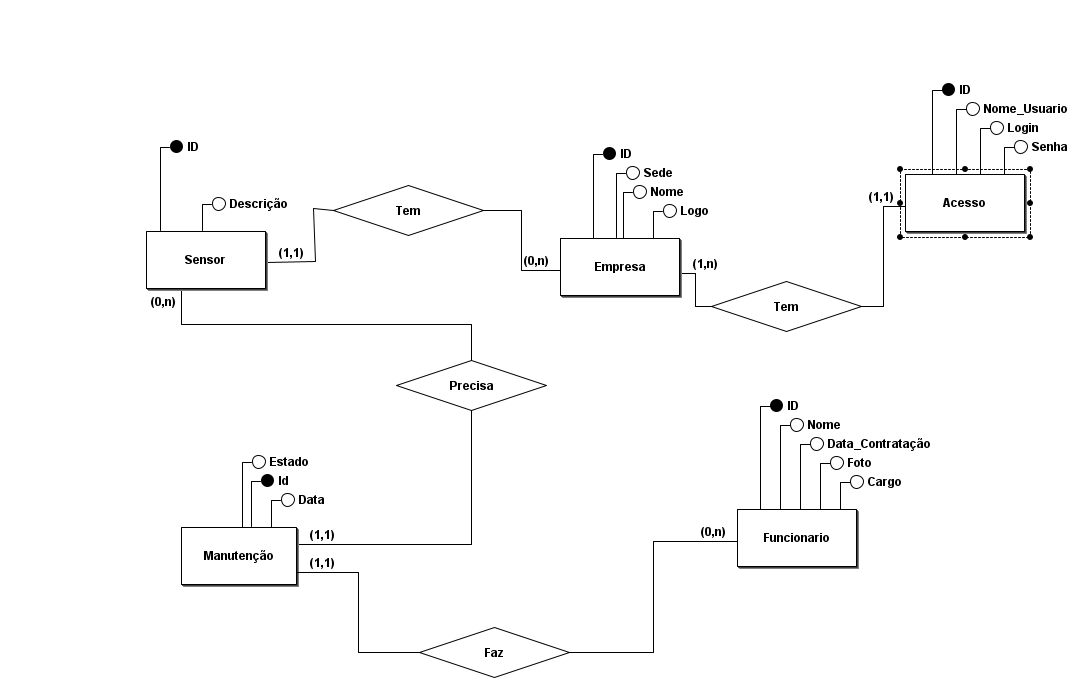 ID
Nome_Usuario
Login
Senha
(1,1)
Acesso
ID
Descrição
Sensor
(1,1)
(0,n)
Tem
ID
Sede
Nome
Logo
(0,n)
Empresa
(1,n)
Tem
Precisa
ID
Nome
Data_Contratação
Foto
Cargo
(0,n)
Funcionario
Estado
Id
Data
Manutenção
(1,1)
(1,1)
Faz